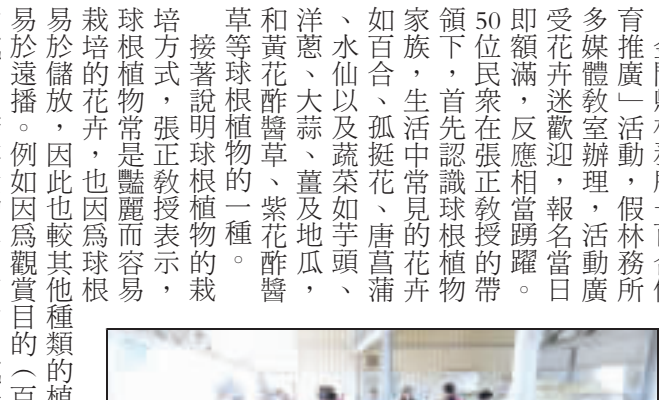 育推廣」活動，假林務所
多媒體教室辦理，活動廣
受花卉迷歡迎，報名當日
即額滿，反應相當踴躍。
50位民眾在張正教授的帶
領下，首先認識球根植物
家族，生活中常見的花卉
如百合、孤挺花、唐菖蒲
、水仙以及蔬菜如芋頭、
洋蔥、大蒜、薑及地瓜，
和黃花酢醬草、紫花酢醬
草等球根植物的一種。
接著說明球根植物的栽
培方式，張正教授表示，
球根植物常是豔麗而容易
栽培的花卉，也因爲球根
易於儲放，因此也較其他種類的植
易於遠播。例如因爲觀賞目的（百